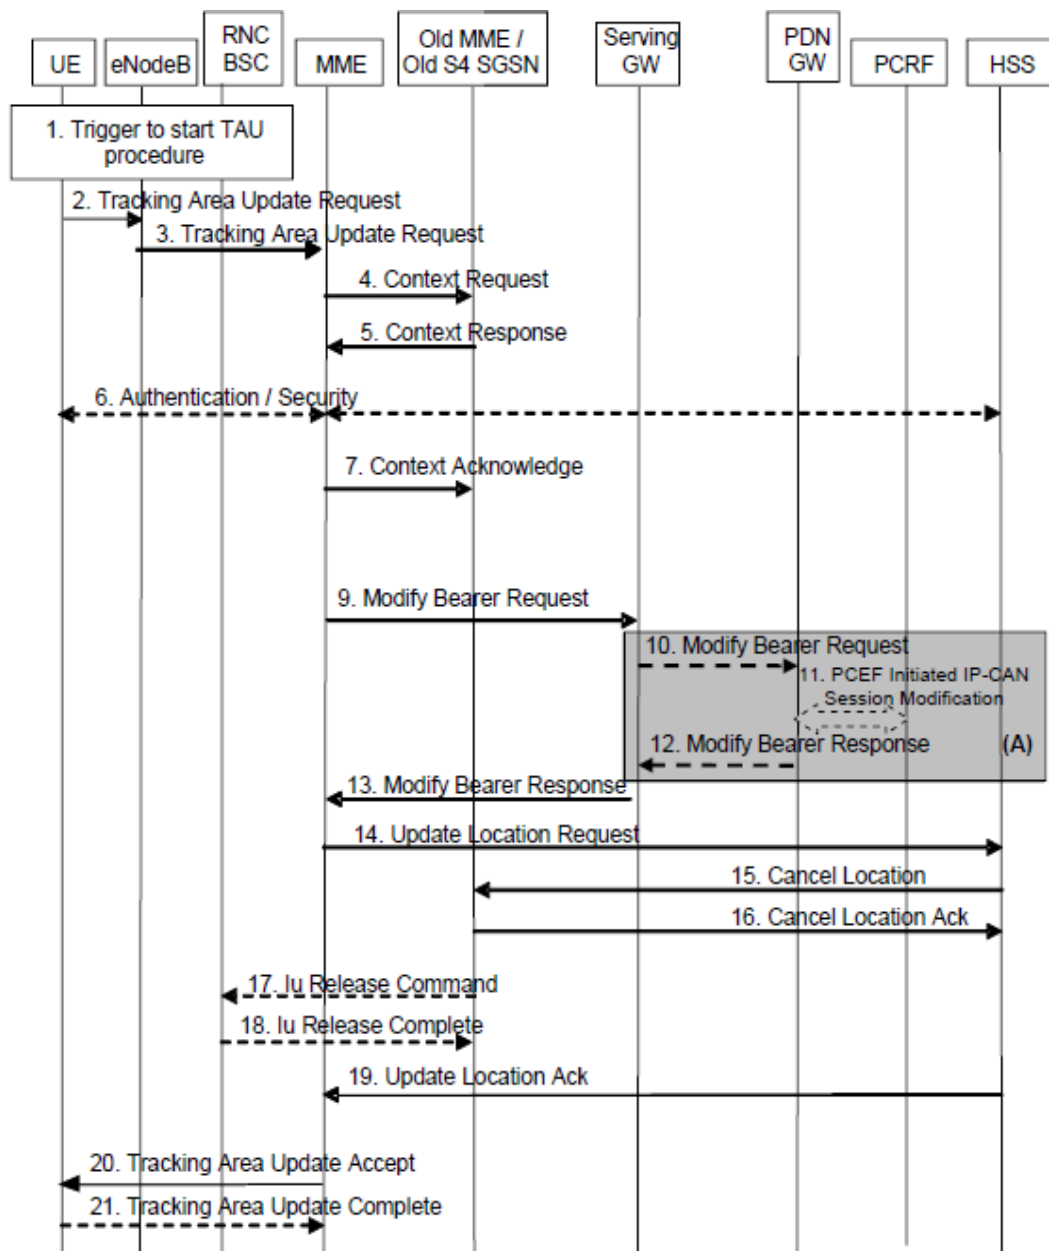 UE
eNodeB
RNC
BSC
MME
Old MME /
Old S4 SGSN
Serving
GW
PDN
GW
PCRF
HSS
1. Trigger to start TAU
procedure
2. Tracking Area Update Request
3. Tracking Area Update Request
4. Context Request
5. Context Response
6. Authentication / Security
7. Context Acknowledge
9. Modify Bearer Request
10. Modify Bearer Request
11. PCEF Initiated IP-CAN
Session Modification
12. Modify Bearer Response
(A)
13. Modify Bearer Response
14. Update Location Request
15. Cancel Location
16. Cancel Location Ack
17. Iu Release Command
18. Iu Release Complete
19. Update Location Ack
20. Tracking Area Update Accept
21. Tracking Area Update Complete